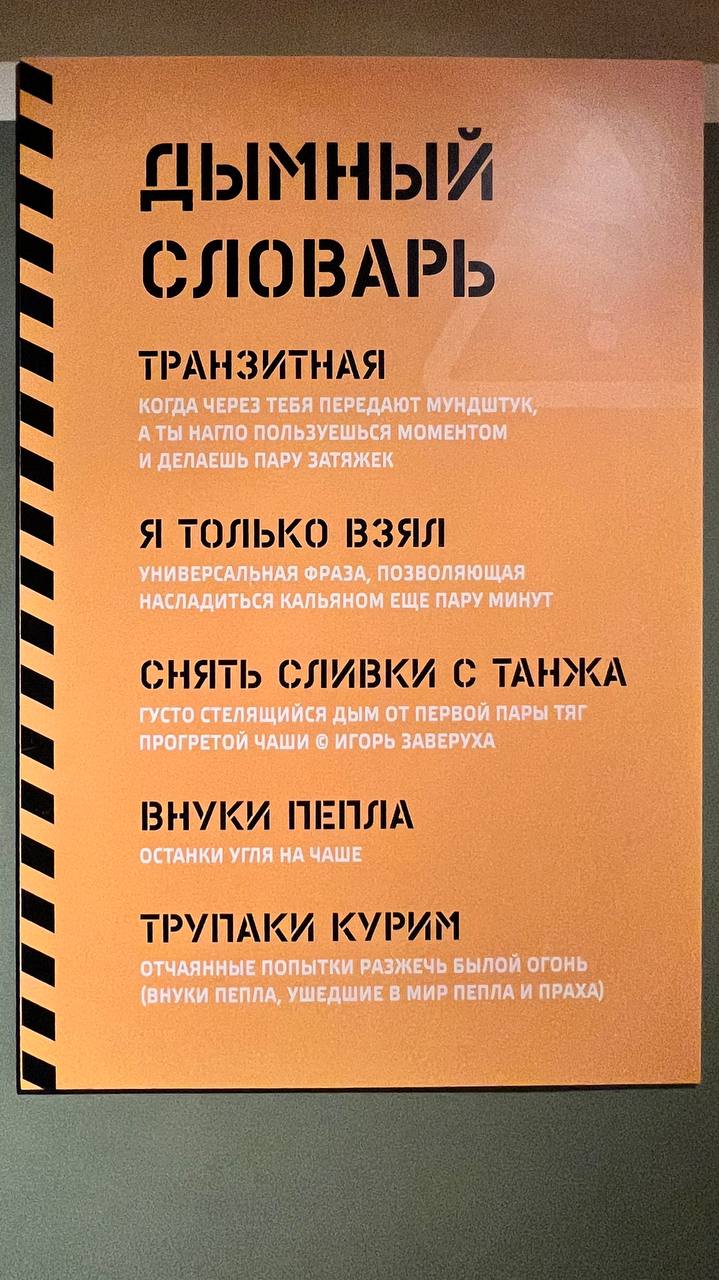 ДЫМНЫЙ
СЛОВАРЬ
ТРАНЗИТНАЯ
КОГДА ЧЕРЕЗ ТЕБЯ ПЕРЕДАЮТ МУНДШТУК,
А ТЫ НАГЛО ПОЛЬЗУЕШЬСЯ МОМЕНТОМ
И ДЕЛАЕШЬ ПАРУ ЗАТЯЖЕК
Я ТОЛЬКО ВЗЯЛ
УНИВЕРСАЛЬНАЯ ФРАЗА, ПОЗВОЛЯЮЩАЯ
НАСЛАДИТЬСЯ КАЛЬЯНОМ ЕЩЕ ПАРУ МИНУТ
СНЯТЬ СЛИВКИ С ТАНЖА
ГУСТО СТЕЛЯЩИЙСЯ ДЫМ ОТ ПЕРВОЙ ПАРЫ ТЯГ
ПРОГРЕТОЙ ЧАШИ © ИГОРЬ ЗАВЕРУХА
ВНУКИ ПЕПЛА
ОСТАНКИ УГЛЯ НА ЧАШЕ
ТРУПАКИ КУРИМ
ОТЧАЯННЫЕ ПОПЫТКИ РАЗЖЕЧЬ БЫЛОЙ ОГОНЬ
(ВНУКИ ПЕПЛА, УШЕДШИЕ В МИР ПЕПЛА И ПРАХА)